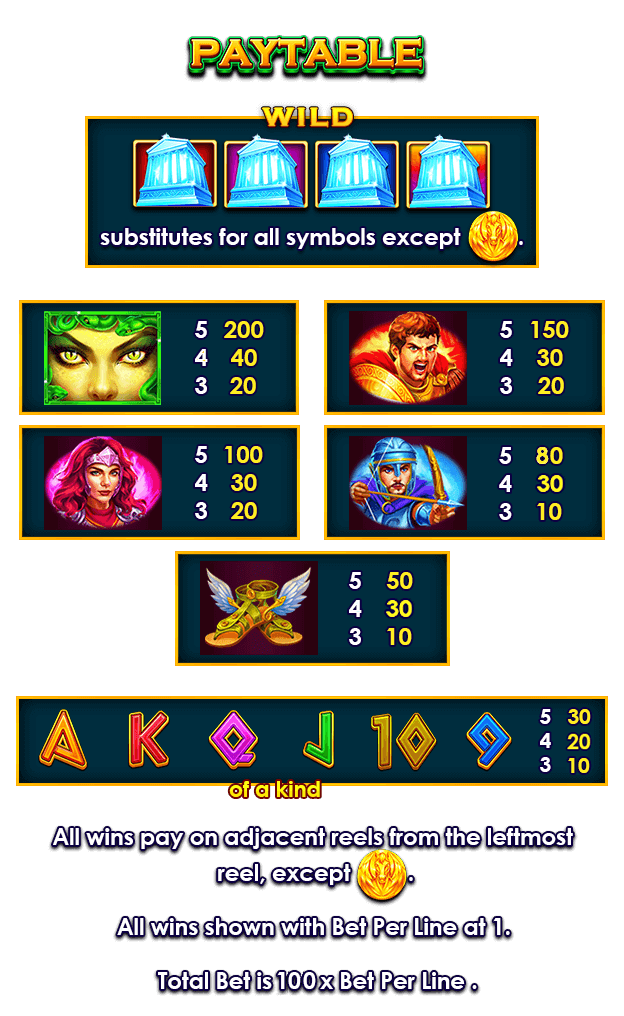 PAYTABLE
WILD
substitutes for all symbols except .
5 200
4 40
3 20
5 150
4 30
3 20
5 100
4 30
3 20
5 80
4 30
3 10
5 50
4 30
3 10
A K Q J 10 9
5 30
4 20
3 10
of a kind
All wins pay on adjacent reels from the leftmost
reel, except .
All wins shown with Bet Per Line at 1.
Total Bet is 100 x Bet Per Line .